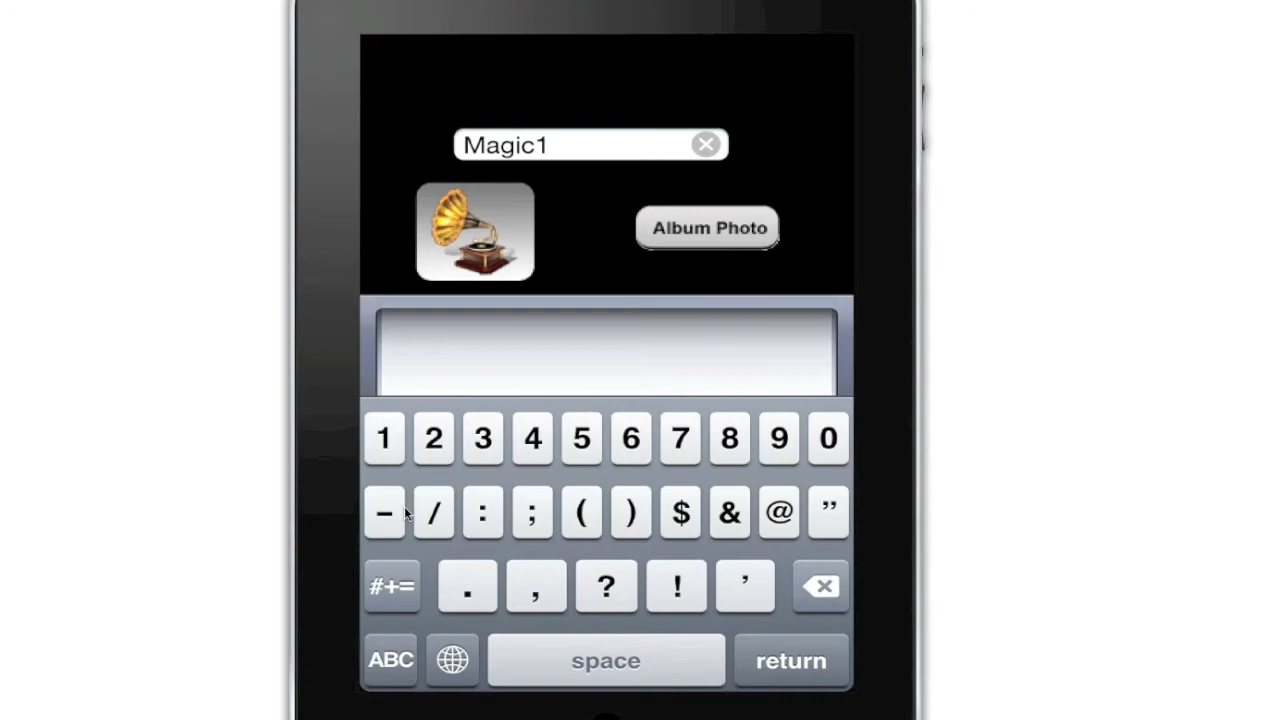 Magic1
Album Photo
1 2 3 4 5 6 7 8 9 0
- / : ; ( ) $ & @ ”
#+= . , ? ! ’
ABC space return